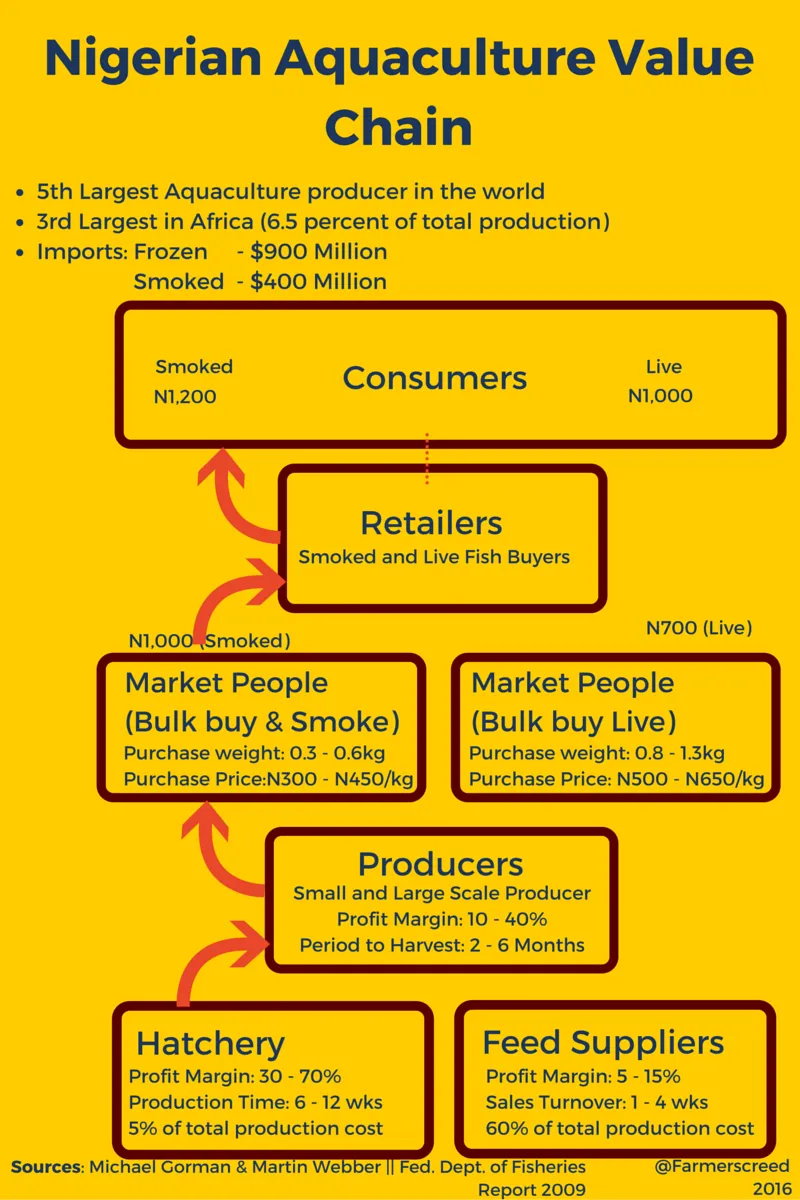 Nigerian Aquaculture Value
Chain
• 5th Largest Aquaculture producer in the world
• 3rd Largest in Africa (6.5 percent of total production)
• Imports: Frozen - $900 Million
Smoked - $400 Million
Smoked
N1,200
Consumers
Live
N1,000
Retailers
Smoked and Live Fish Buyers
N1,000 (Smoked)
N700 (Live)
Market People
(Bulk buy & Smoke)
Purchase weight: 0.3 - 0.6kg
Purchase Price:N300 - N450/kg
Market People
(Bulk buy Live)
Purchase weight: 0.8 - 1.3kg
Purchase Price: N500 - N650/kg
Producers
Small and Large Scale Producer
Profit Margin: 10 - 40%
Period to Harvest: 2 - 6 Months
Hatchery
Profit Margin: 30 - 70%
Production Time: 6 - 12 wks
5% of total production cost
Feed Suppliers
Profit Margin: 5 - 15%
Sales Turnover: 1 - 4 wks
60% of total production cost
Sources: Michael Gorman & Martin Webber || Fed. Dept. of Fisheries
Report 2009
@Farmerscreed
2016